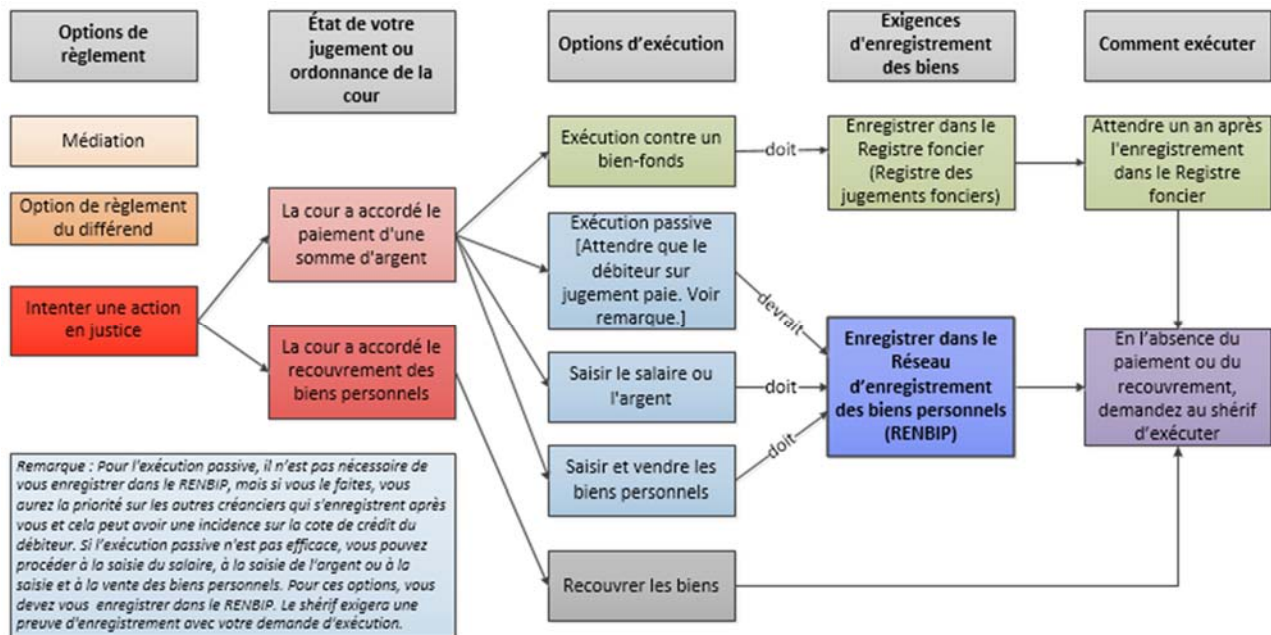 Options de
règlement
État de votre
jugement ou
ordonnance de la
cour
Options d'exécution
Exigences
d'enregistrement
des biens
Comment exécuter
Médiation
Option de règlement
du différend
Intenter une action
en justice
La cour a accordé le
paiement d'une
somme d'argent
La cour a accordé le
recouvrement des
biens personnels
Exécution contre un
bien-fonds
doit
Enregistrer dans le
Registre foncier
(Registre des
jugements fonciers)
Attendre un an après
l'enregistrement
dans le Registre
foncier
Exécution passive
[Attendre que le
débiteur sur
jugement paie. Voir
remarque.]
devrait
Saisir le salaire ou
l'argent
doit
Saisir et vendre les
biens personnels
doit
Enregistrer dans le
Réseau
d'enregistrement
des biens personnels
(RENBIP)
En l'absence du
paiement ou du
recouvrement,
demandez au shérif
d'exécuter
Recouvrer les biens
Remarque : Pour l'exécution passive, il n'est pas nécessaire de
vous enregistrer dans le RENBIP, mais si vous le faites, vous
aurez la priorité sur les autres créanciers qui s'enregistrent après
vous et cela peut avoir une incidence sur la cote de crédit du
débiteur. Si l'exécution passive n'est pas efficace, vous pouvez
procéder à la saisie du salaire, à la saisie de l'argent ou à la
saisie et à la vente des biens personnels. Pour ces options, vous
devez vous enregistrer dans le RENBIP. Le shérif exigera une
preuve d'enregistrement avec votre demande d'exécution.